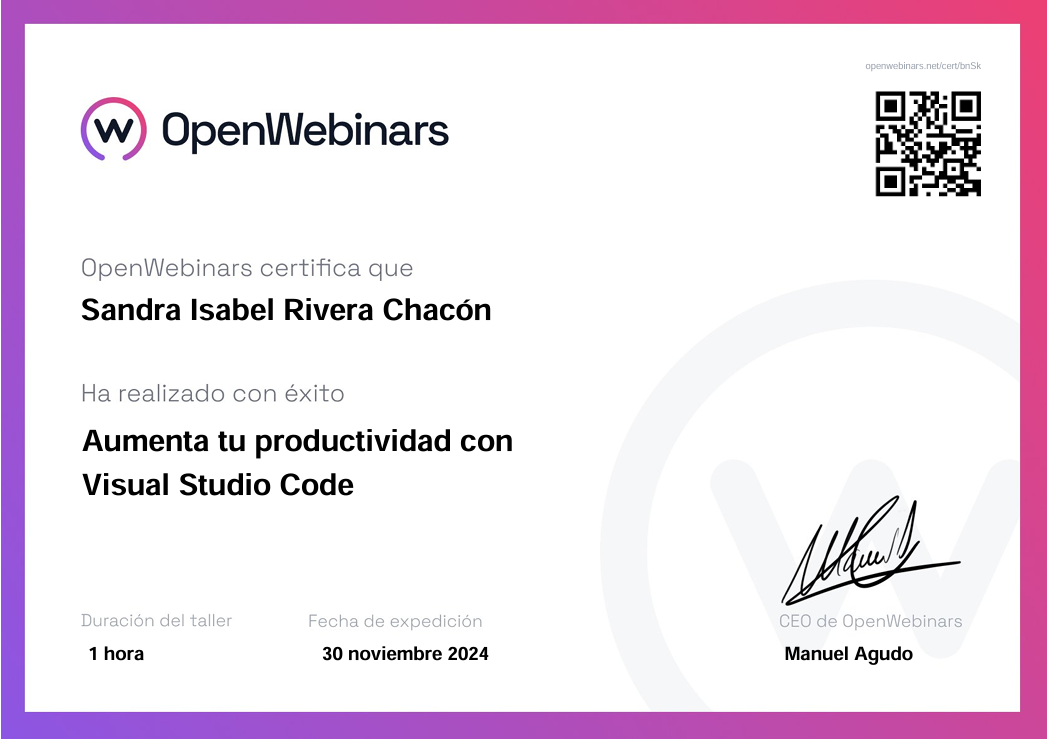 openwebinars.net/cert/bnSk
OpenWebinars
OpenWebinars certifica que
Sandra Isabel Rivera Chacón
Ha realizado con éxito
Aumenta tu productividad con
Visual Studio Code
Duración del taller
1 hora
Fecha de expedición
30 noviembre 2024
CEO de OpenWebinars
Manuel Agudo